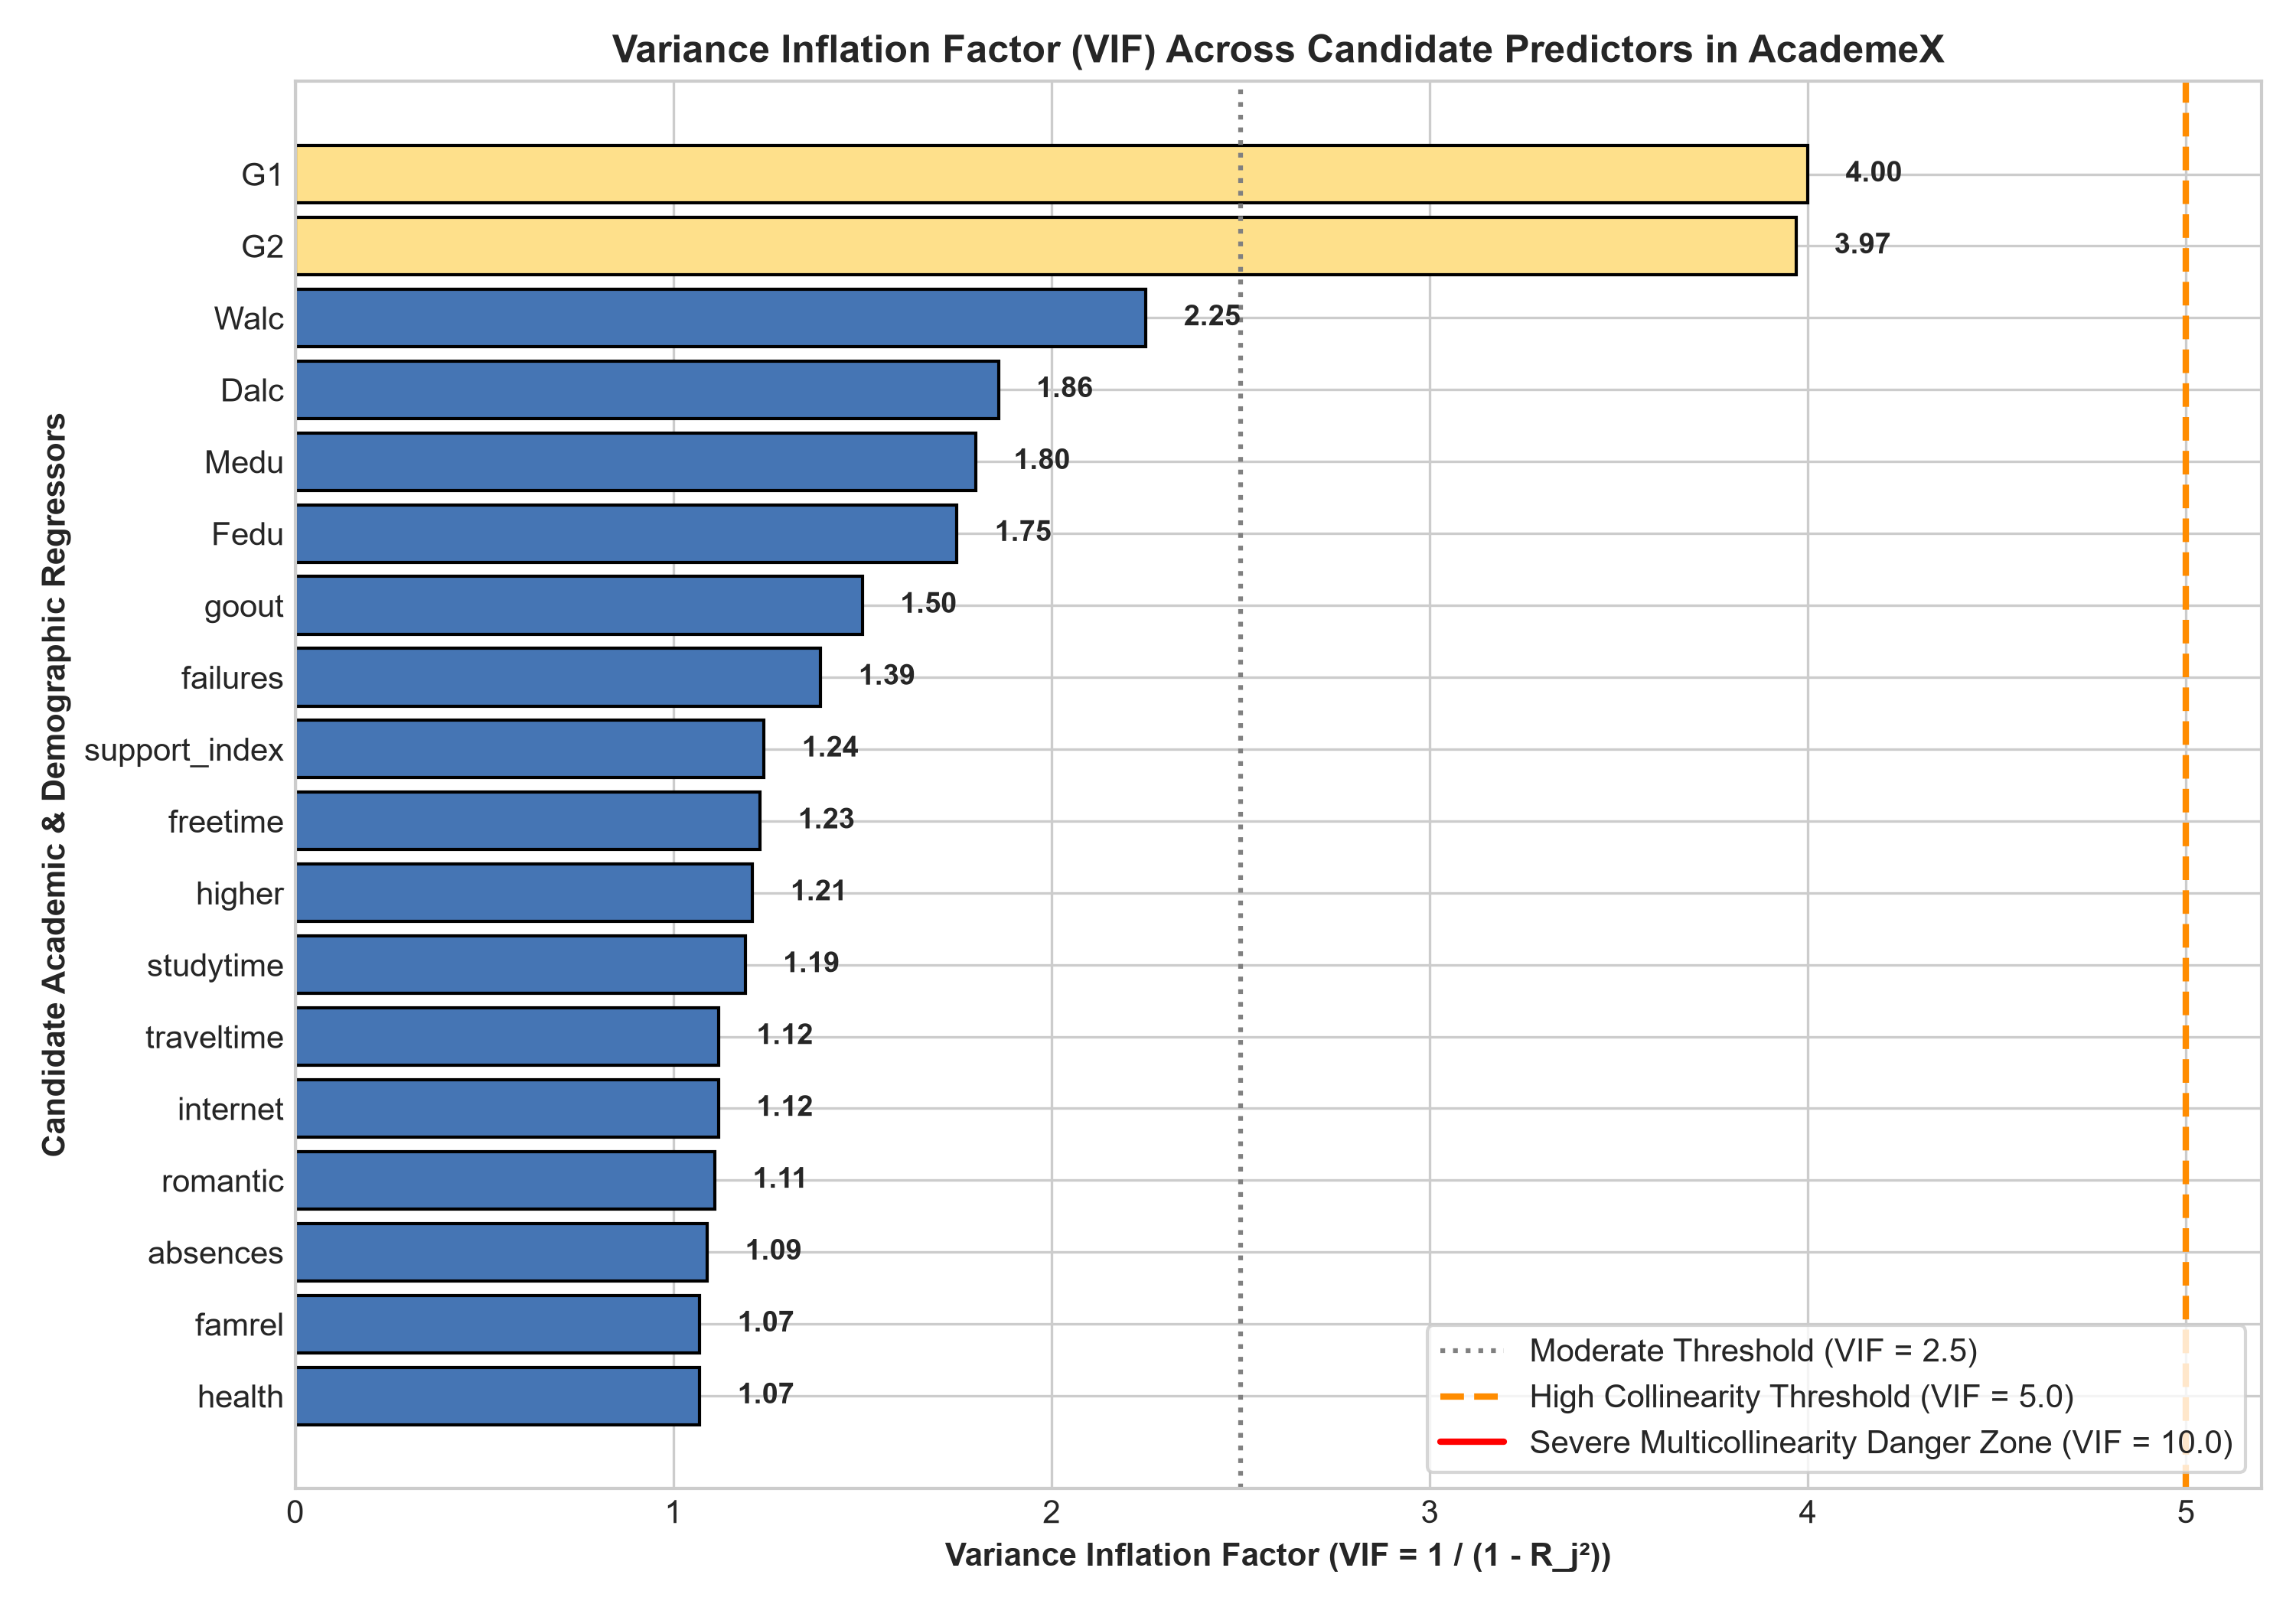 Variance Inflation Factor (VIF) Across Candidate Predictors in AcademeX
Candidate Academic & Demographic Regressors
G1 4.00
G2 3.97
Walc 2.25
Dalc 1.86
Medu 1.80
Fedu 1.75
goout 1.50
failures 1.39
support_index 1.24
freetime 1.23
higher 1.21
studytime 1.19
traveltime 1.12
internet 1.12
romantic 1.11
absences 1.09
famrel 1.07
health 1.07
Moderate Threshold (VIF = 2.5)
High Collinearity Threshold (VIF = 5.0)
Severe Multicollinearity Danger Zone (VIF = 10.0)
0 1 2 3 4 5
Variance Inflation Factor (VIF = 1 / (1 - R_j²))